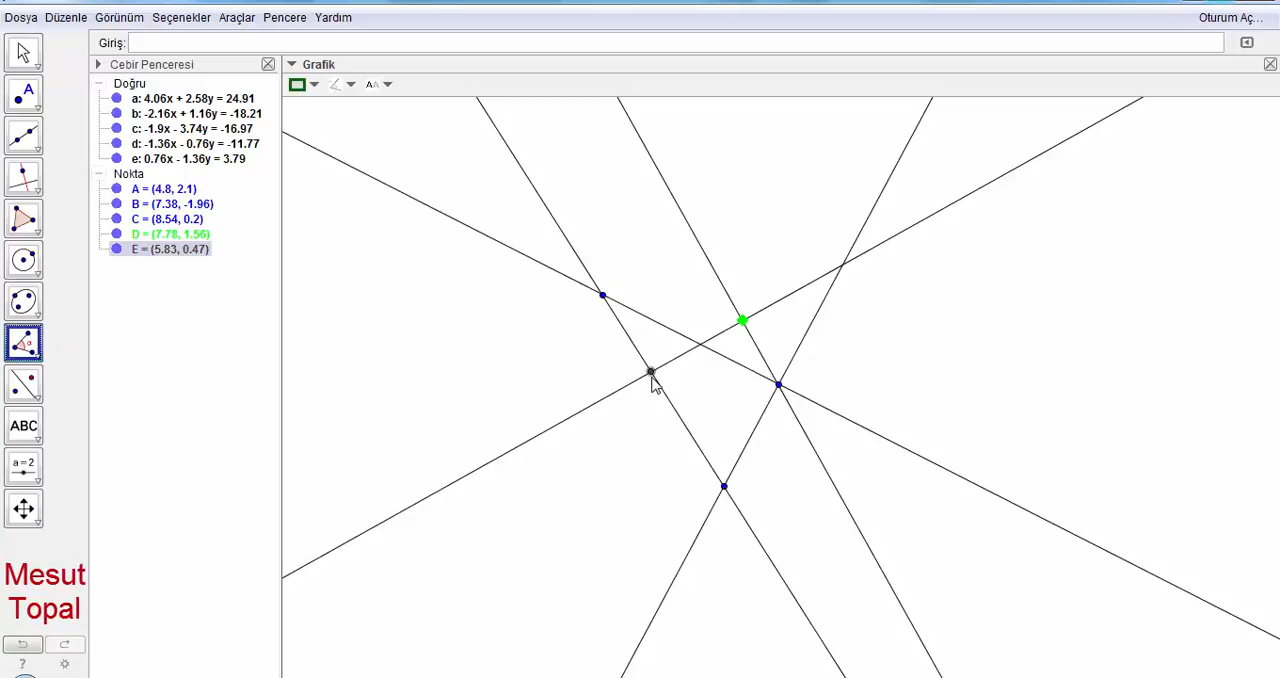 Dosya Düzenle Görünüm Seçenekler Araçlar Pencere Yardım Oturum Aç...
Giriş:
Cebir Penceresi
Grafik
AA
Doğru
a: 4.06x + 2.58y = 24.91
b: -2.16x + 1.16y = -18.21
c: -1.9x - 3.74y = -16.97
d: -1.36x - 0.76y = -11.77
e: 0.76x - 1.36y = 3.79
Nokta
A = (4.8, 2.1)
B = (7.38, -1.96)
C = (8.54, 0.2)
D = (7.78, 1.56)
E = (5.83, 0.47)
A
α
ABC
a=2
Mesut
Topal
?